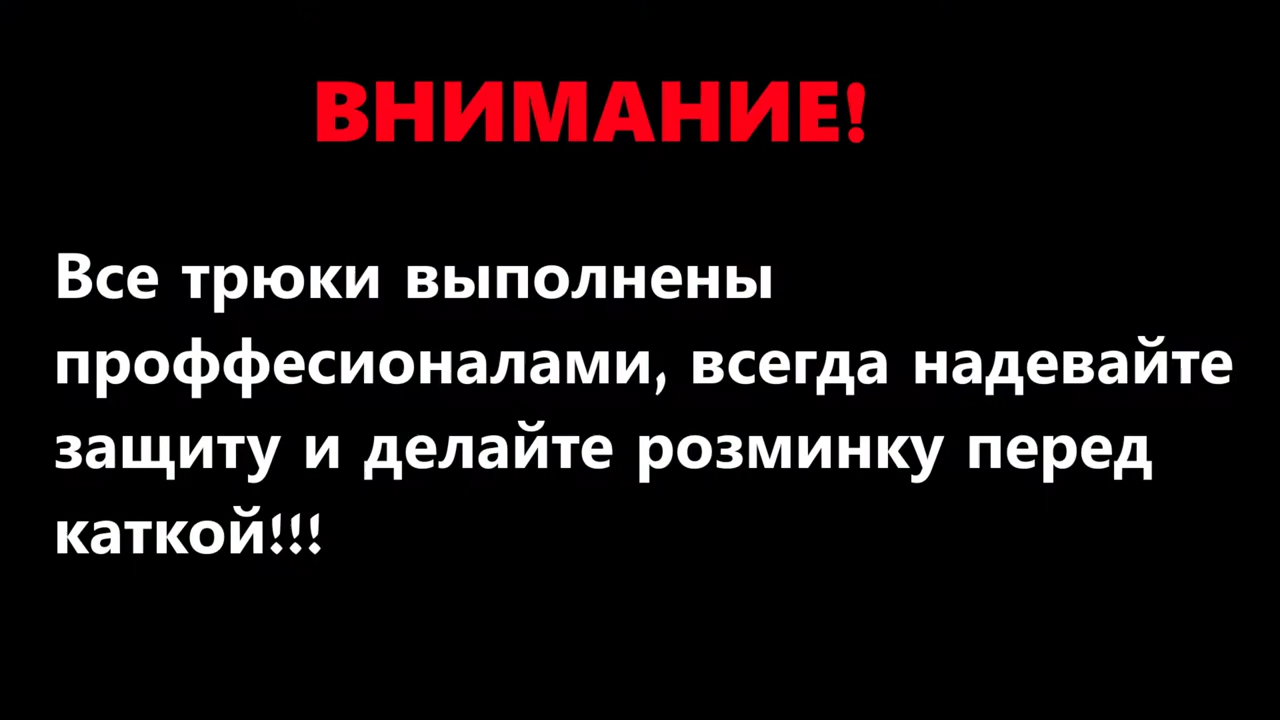 ВНИМАНИЕ!
Все трюки выполнены
проффесионалами, всегда надевайте
защиту и делайте розминку перед
каткой!!!